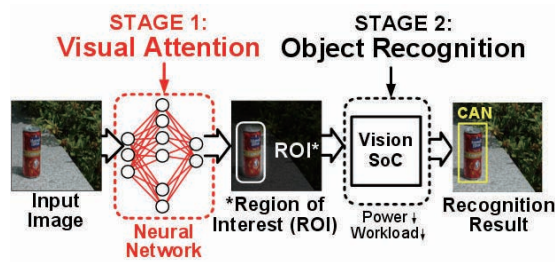 STAGE 1:
Visual Attention
STAGE 2:
Object Recognition
ROI*
Vision
SoC
CAN
Input
Image
Neural
Network
*Region of
Interest (ROI)
Power↓
Workload↓
Recognition
Result